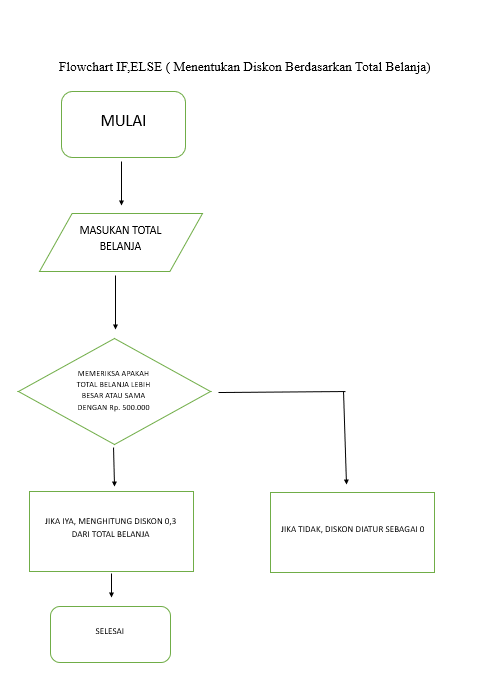 Flowchart IF,ELSE ( Menentukan Diskon Berdasarkan Total Belanja)
MULAI
MASUKAN TOTAL
BELANJA
MEMERIKSA APAKAH
TOTAL BELANJA LEBIH
BESAR ATAU SAMA
DENGAN Rp. 500.000
JIKA IYA, MENGHITUNG DISKON 0,3
DARI TOTAL BELANJA
JIKA TIDAK, DISKON DIATUR SEBAGAI 0
SELESAI